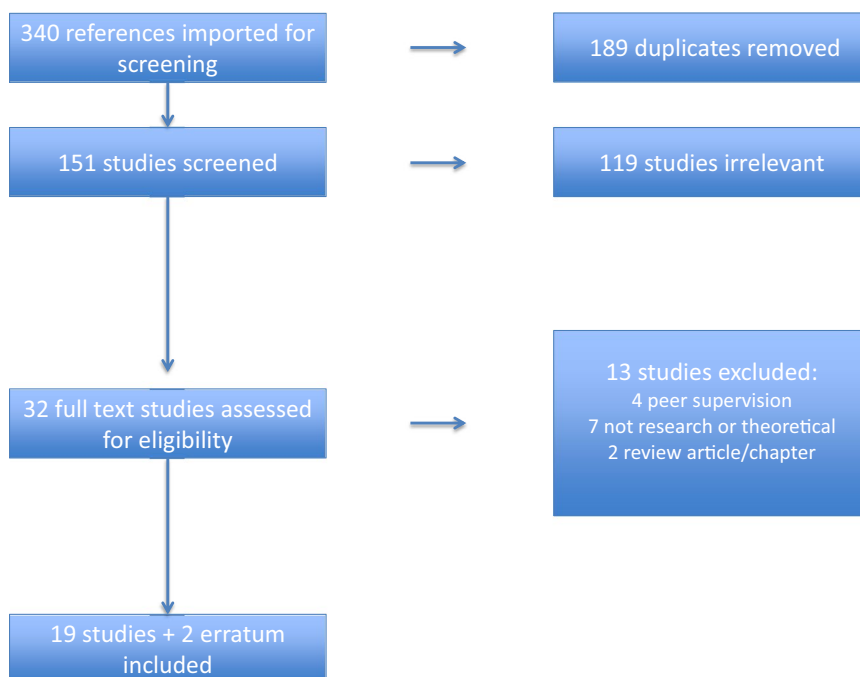 340 references imported for
screening
189 duplicates removed
151 studies screened
119 studies irrelevant
32 full text studies assessed
for eligibility
13 studies excluded:
4 peer supervision
7 not research or theoretical
2 review article/chapter
19 studies + 2 erratum
included